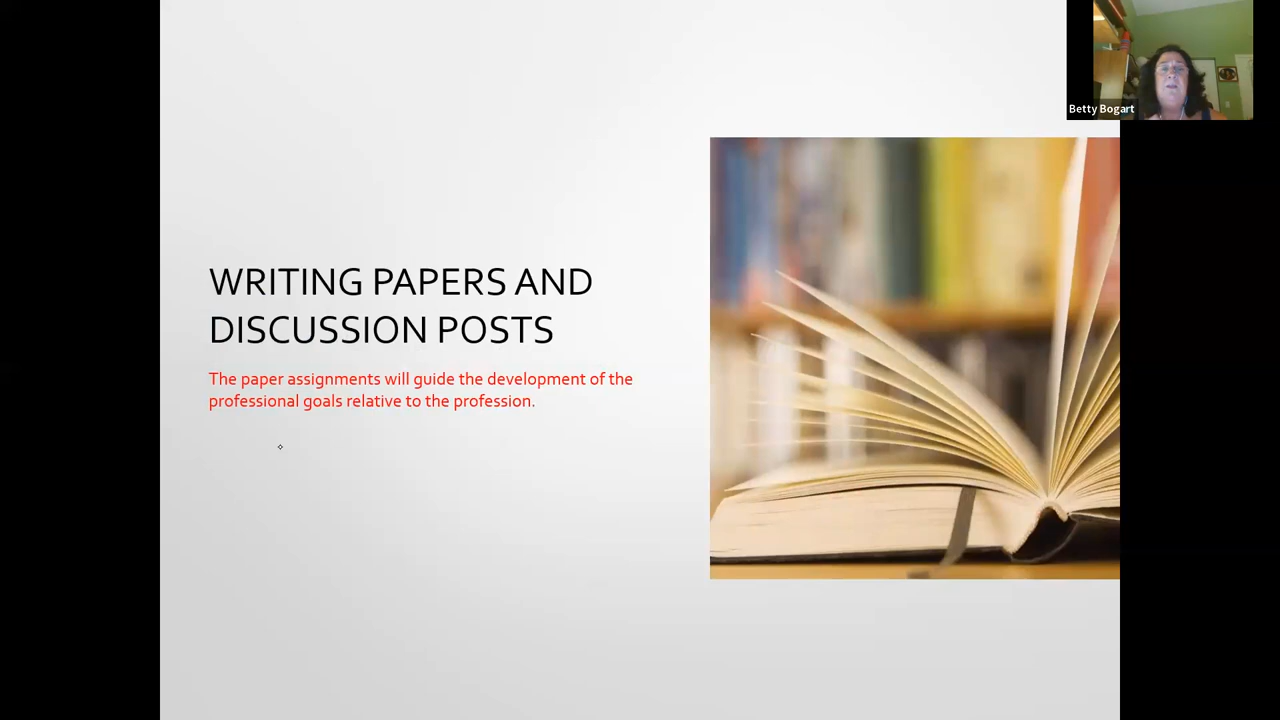 Betty Bogart
WRITING PAPERS AND
DISCUSSION POSTS
The paper assignments will guide the development of the
professional goals relative to the profession.